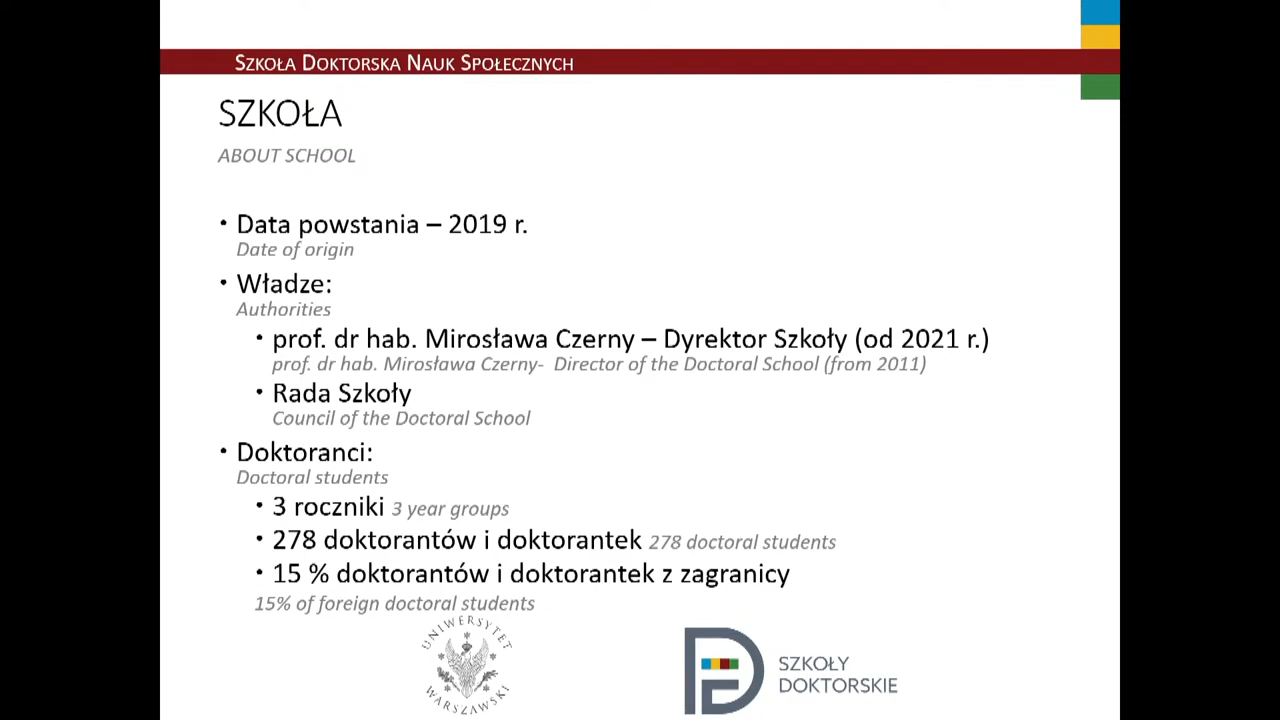 Szkoła Doktorska Nauk Społecznych
SZKOŁA
ABOUT SCHOOL
• Data powstania – 2019 r.
Date of origin
• Władze:
Authorities
• prof. dr hab. Mirosława Czerny – Dyrektor Szkoły (od 2021 r.)
prof. dr hab. Mirosława Czerny- Director of the Doctoral School (from 2011)
• Rada Szkoły
Council of the Doctoral School
• Doktoranci:
Doctoral students
• 3 roczniki 3 year groups
• 278 doktorantów i doktorantek 278 doctoral students
• 15 % doktorantów i doktorantek z zagranicy
15% of foreign doctoral students
UNIWERSYTET
WARSZAWSKI
SZKOŁY
DOKTORSKIE